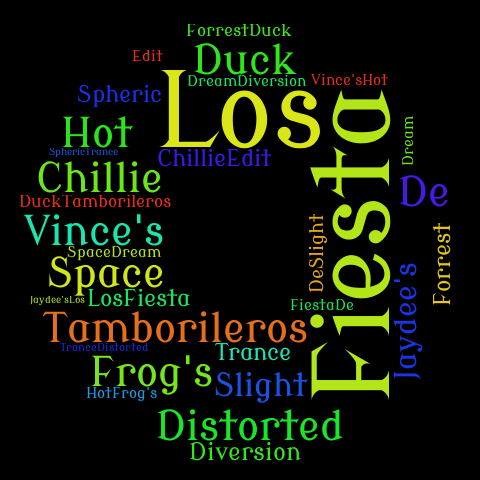 ForrestDuck
Edit
Duck
DreamDiversion
Vince'sHot
Spheric
Los
Hot
Dream
SphericTrance
ChillieEdit
Fiesta
Chillie
De
DuckTamborileros
Vince's
DeSlight
Forrest
SpaceDream
Space
Jaydee's
Jaydee'sLos
LosFiesta
FiestaDe
Tamborileros
TranceDistorted
Trance
Frog's
Slight
HotFrog's
Distorted
Diversion